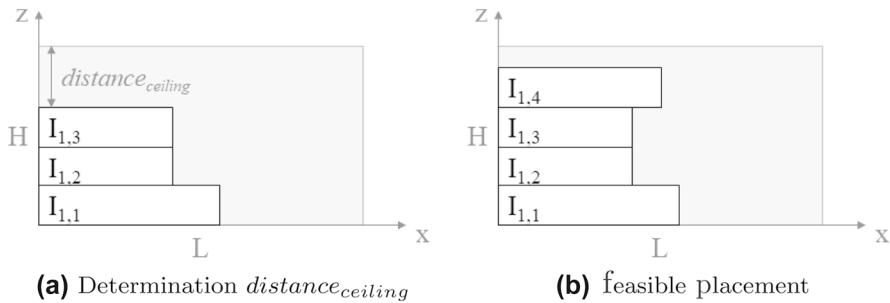 z
distance_ceiling
H
I_1,3
I_1,2
I_1,1
L
x
(a) Determination distance_ceiling
z
I_1,4
H
I_1,3
I_1,2
I_1,1
L
x
(b) feasible placement